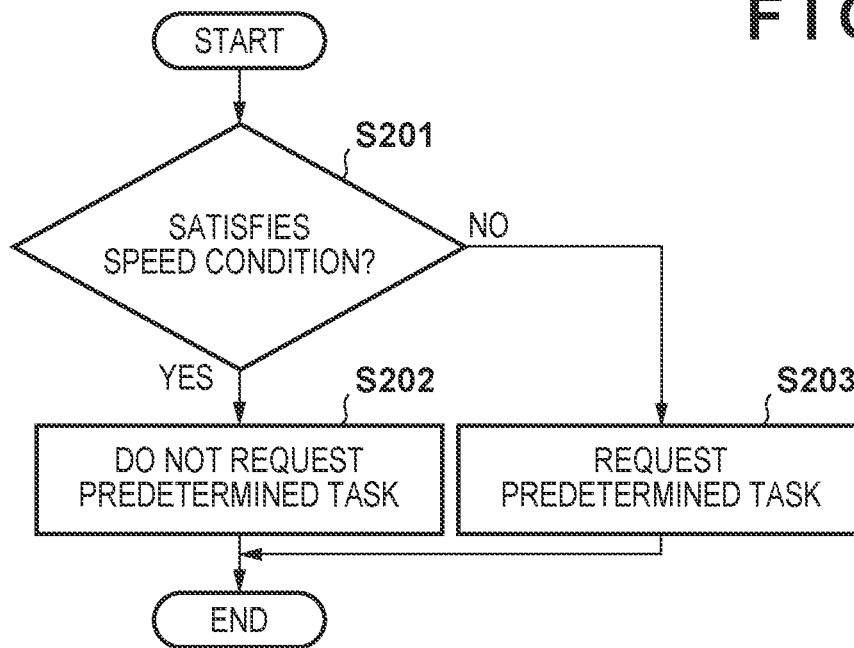 START
S201
SATISFIES
SPEED CONDITION?
NO
YES
S202
S203
DO NOT REQUEST
PREDETERMINED TASK
REQUEST
PREDETERMINED TASK
END